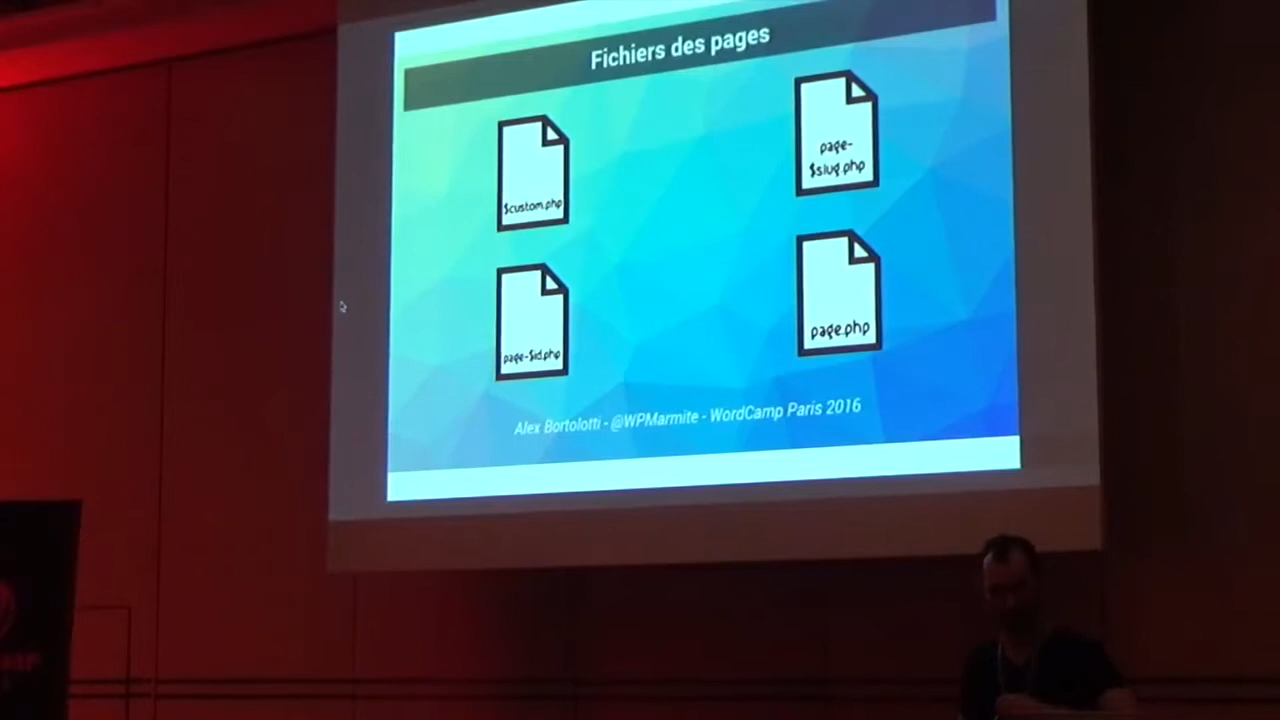 Fichiers des pages
$custom.php
page-
$slug.php
page-$id.php
page.php
Alex Bortolotti - @WPMarmite - WordCamp Paris 2016